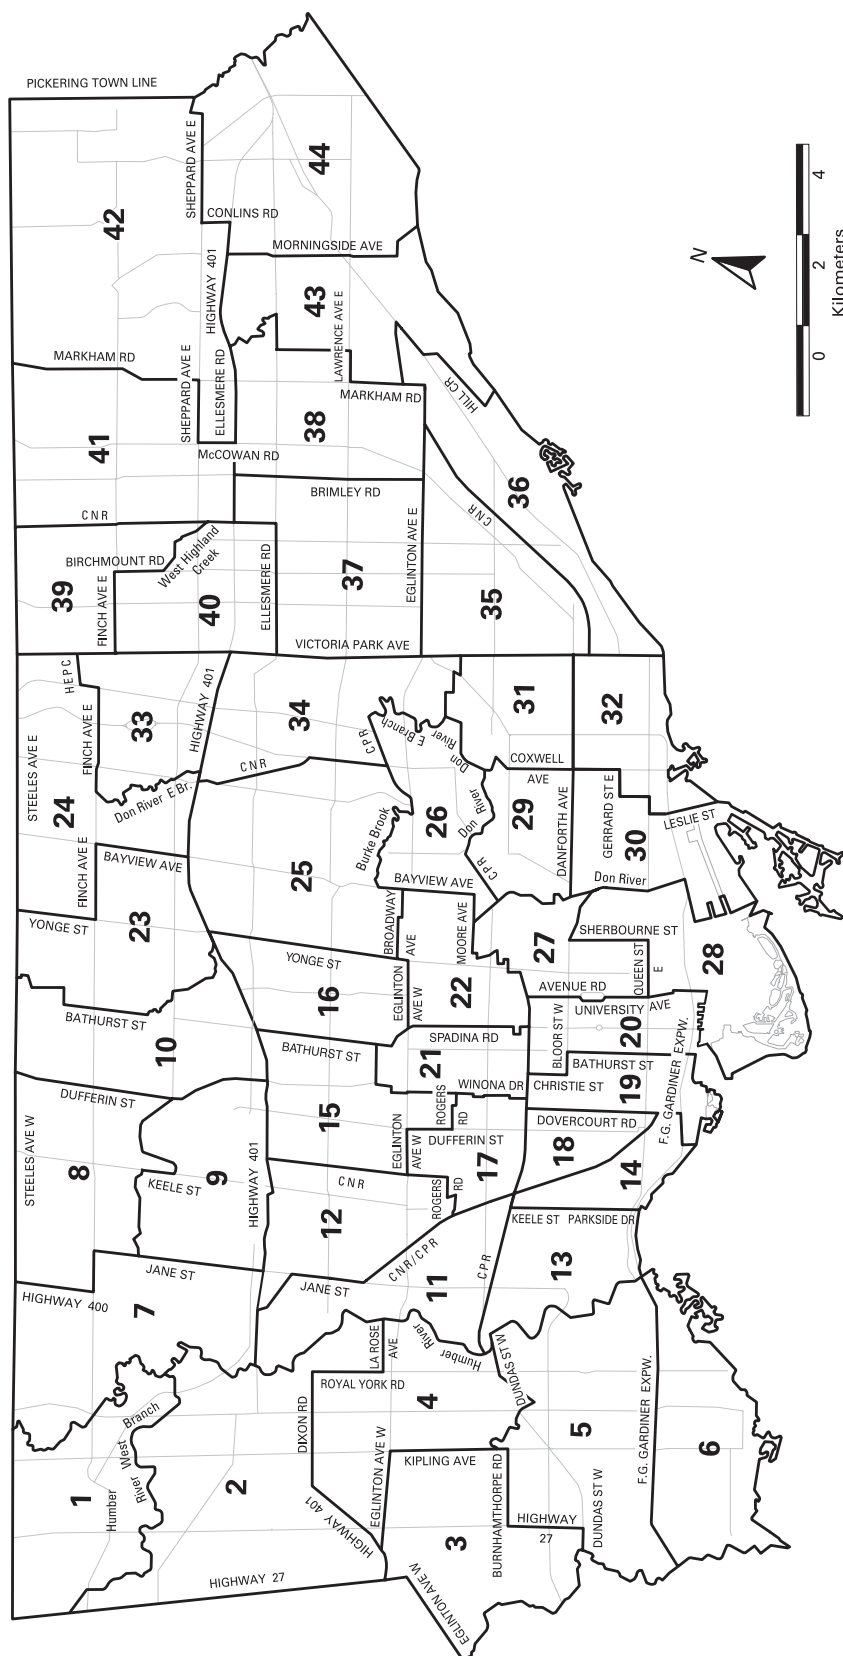 PICKERING TOWN LINE
42
SHEPPARD AVE E
CONLINS RD
44
HIGHWAY 401
MORNINGSIDE AVE
43
LAWRENCE AVE E
MARKHAM RD
SHEPPARD AVE E
ELLESMERE RD
MARKHAM RD
HILL CR
41
38
McCOWAN RD
BRIMLEY RD
36
CNR
CNR
EGLINTON AVE E
BIRCHMOUNT RD
West Highland
Creek
39
FINCH AVE E
40
ELLESMERE RD
37
35
VICTORIA PARK AVE
HEPC
HIGHWAY 401
STEELES AVE E
FINCH AVE E
33
34
CPR
E Branch
River
Don
31
32
COXWELL
AVE
24
Don River E Br.
CNR
Burke Brook
26
Don River
29
DANFORTH AVE
GERRARD ST E
30
LESLIE ST
FINCH AVE E
BAYVIEW AVE
25
BAYVIEW AVE
CPR
Don River
YONGE ST
23
BROADWAY
AVE
MOORE AVE
27
SHERBOURNE ST
QUEEN ST
E
28
YONGE ST
16
EGLINTON
AVE W
22
AVENUE RD
UNIVERSITY AVE
BATHURST ST
10
BATHURST ST
21
SPADINA RD
BLOOR ST W
20
BATHURST ST
F.G. GARDINER EXPW.
WINONA DR
CHRISTIE ST
19
STEELES AVE W
DUFFERIN ST
8
KEELE ST
9
HIGHWAY 401
15
EGLINTON
AVE W
ROGERS
RD
DUFFERIN ST
17
DOVERCOURT RD
18
14
CNR
12
ROGERS
RD
KEELE ST
PARKSIDE DR
HIGHWAY 400
JANE ST
7
JANE ST
CNR/CPR
11
CPR
13
Humber
River
LA ROSE
AVE
DUNDAS ST W
ROYAL YORK RD
DIXON RD
4
5
F.G. GARDINER EXPW.
6
1
Humber
River
West
Branch
2
HIGHWAY 401
EGLINTON AVE W
KIPLING AVE
BURNHAMTHORPE RD
HIGHWAY
27
DUNDAS ST W
3
HIGHWAY 27
EGLINTON AVE W
N
0
2
4
Kilometers